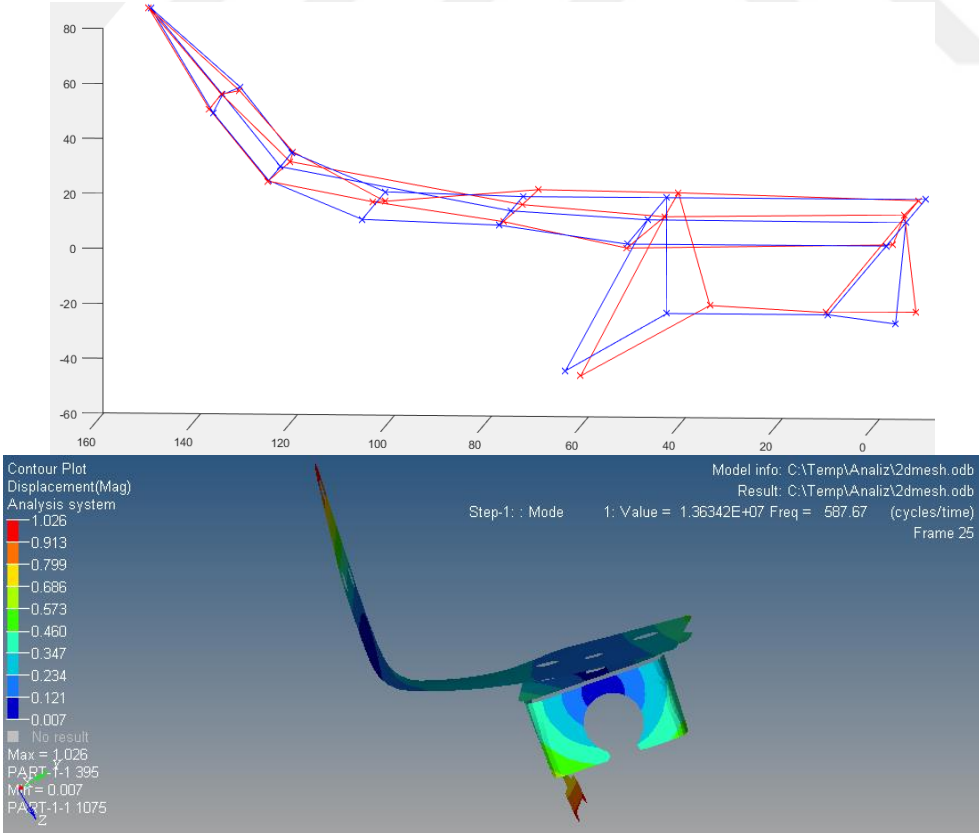 80
60
40
20
0
-20
-40
-60
160
140
120
100
80
60
40
20
0
Contour Plot
Displacement(Mag)
Analysis system
1.026
0.913
0.799
0.686
0.573
0.460
0.347
0.234
0.121
0.007
No result
Max = 1.026
PART-1-1 395
Min = 0.007
PART-1-1 1075
Y
X
Z
Model info: C:\Temp\Analiz\2dmesh.odb
Result: C:\Temp\Analiz\2dmesh.odb
Step-1: : Mode 1: Value = 1.36342E+07 Freq = 587.67 (cycles/time)
Frame 25